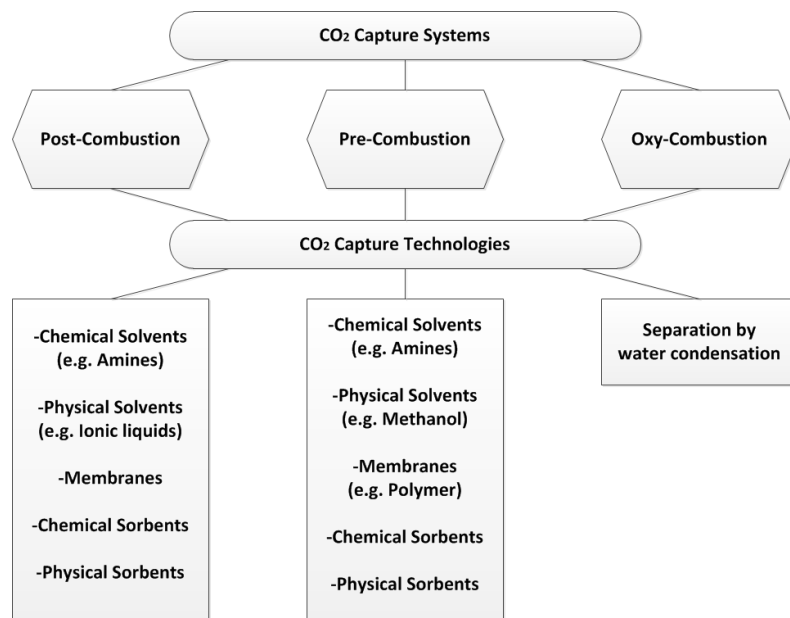 CO₂ Capture Systems
Post-Combustion
Pre-Combustion
Oxy-Combustion
CO₂ Capture Technologies
-Chemical Solvents
(e.g. Amines)
-Physical Solvents
(e.g. Ionic liquids)
-Membranes
-Chemical Sorbents
-Physical Sorbents
-Chemical Solvents
(e.g. Amines)
-Physical Solvents
(e.g. Methanol)
-Membranes
(e.g. Polymer)
-Chemical Sorbents
-Physical Sorbents
Separation by
water condensation